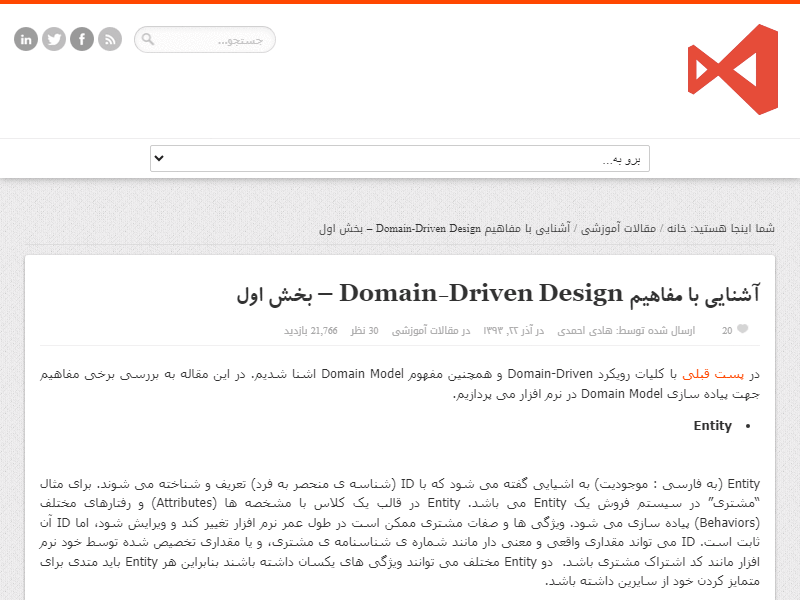 جستجو...
برو به...
شما اینجا هستید: خانه / مقالات آموزشی / آشنایی با مفاهیم Domain-Driven Design – بخش اول
آشنایی با مفاهیم Domain-Driven Design – بخش اول
20 ارسال شده توسط: هادی احمدی در آذر ۲۲, ۱۳۹۳ در مقالات آموزشی 30 نظر 21,766 بازدید
در پست قبلی با کلیات رویکرد Domain-Driven و همچنین مفهوم Domain Model اشنا شدیم. در این مقاله به بررسی برخی مفاهیم
جهت پیاده سازی Domain Model در نرم افزار می پردازیم.
• Entity
Entity (به فارسی : موجودیت) به اشیایی گفته می شود که با ID (شناسه ی منحصر به فرد) تعریف و شناخته می شوند. برای مثال
“مشتری” در سیستم فروش یک Entity می باشد. Entity در قالب یک کلاس با مشخصه ها (Attributes) و رفتارهای مختلف
(Behaviors) پیاده سازی می شود. ویژگی ها و صفات مشتری ممکن است در طول عمر نرم افزار تغییر کند و ویرایش شود، اما ID آن
ثابت است. ID می تواند مقداری واقعی و معنی دار مانند شماره ی شناسنامه ی مشتری، و یا مقداری تخصیص شده توسط خود نرم
افزار مانند کد اشتراک مشتری باشد. دو Entity مختلف می توانند ویژگی های یکسان داشته باشند بنابراین هر Entity باید متدی برای
متمایز کردن خود از سایرین داشته باشد.